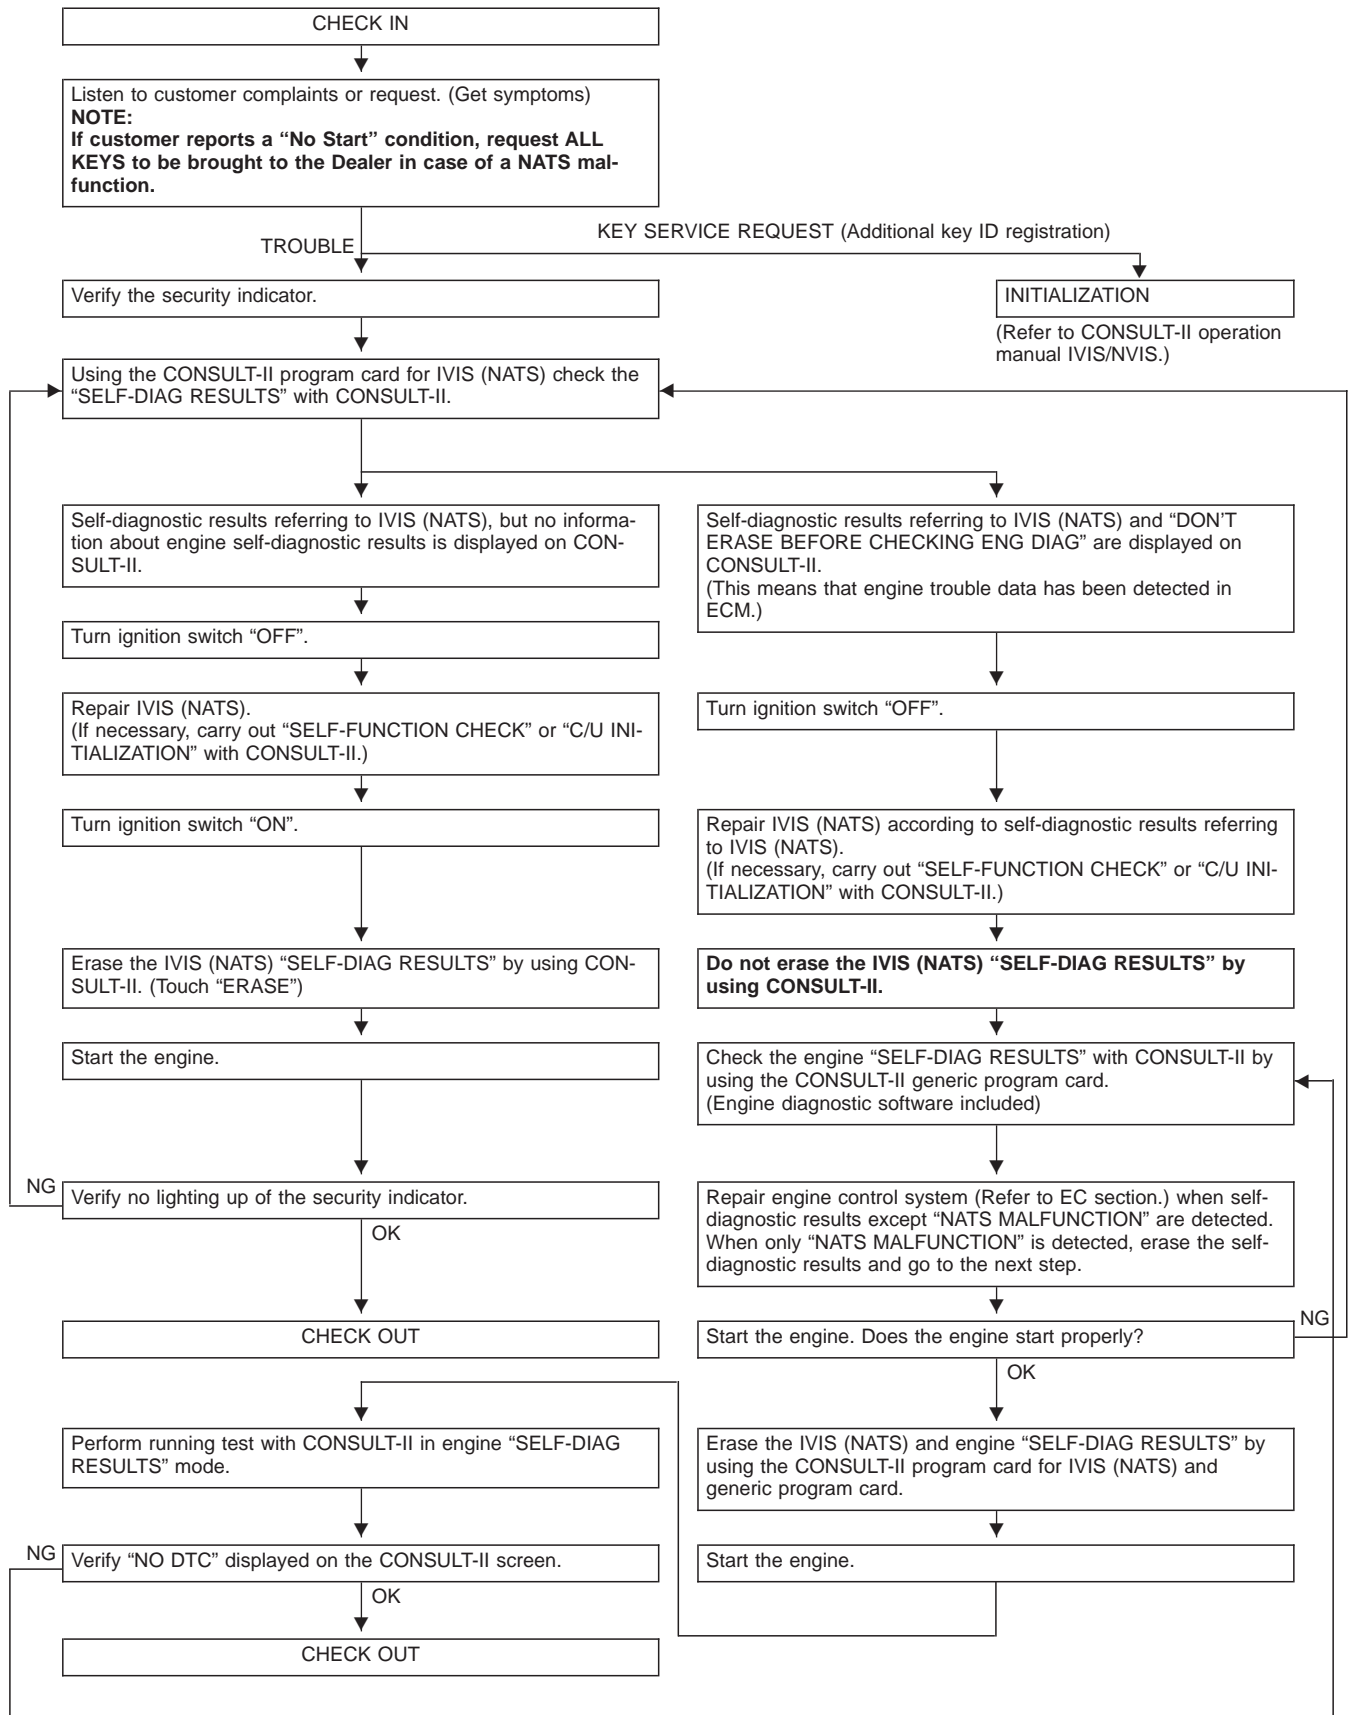 CHECK IN
Listen to customer complaints or request. (Get symptoms)
NOTE:
If customer reports a “No Start” condition, request ALL
KEYS to be brought to the Dealer in case of a NATS mal-
function.
TROUBLE
KEY SERVICE REQUEST (Additional key ID registration)
Verify the security indicator.
INITIALIZATION
(Refer to CONSULT-II operation
manual IVIS/NVIS.)
Using the CONSULT-II program card for IVIS (NATS) check the
“SELF-DIAG RESULTS” with CONSULT-II.
Self-diagnostic results referring to IVIS (NATS), but no informa-
tion about engine self-diagnostic results is displayed on CON-
SULT-II.
Self-diagnostic results referring to IVIS (NATS) and “DON’T
ERASE BEFORE CHECKING ENG DIAG” are displayed on
CONSULT-II.
(This means that engine trouble data has been detected in
ECM.)
Turn ignition switch “OFF”.
Turn ignition switch “OFF”.
Repair IVIS (NATS).
(If necessary, carry out “SELF-FUNCTION CHECK” or “C/U INI-
TIALIZATION” with CONSULT-II.)
Turn ignition switch “ON”.
Repair IVIS (NATS) according to self-diagnostic results referring
to IVIS (NATS).
(If necessary, carry out “SELF-FUNCTION CHECK” or “C/U INI-
TIALIZATION” with CONSULT-II.)
Erase the IVIS (NATS) “SELF-DIAG RESULTS” by using CON-
SULT-II. (Touch “ERASE”)
Do not erase the IVIS (NATS) “SELF-DIAG RESULTS” by
using CONSULT-II.
Start the engine.
Check the engine “SELF-DIAG RESULTS” with CONSULT-II by
using the CONSULT-II generic program card.
(Engine diagnostic software included)
NG
Verify no lighting up of the security indicator.
OK
Repair engine control system (Refer to EC section.) when self-
diagnostic results except “NATS MALFUNCTION” are detected.
When only “NATS MALFUNCTION” is detected, erase the self-
diagnostic results and go to the next step.
CHECK OUT
Start the engine. Does the engine start properly?
NG
OK
Perform running test with CONSULT-II in engine “SELF-DIAG
RESULTS” mode.
Erase the IVIS (NATS) and engine “SELF-DIAG RESULTS” by
using the CONSULT-II program card for IVIS (NATS) and
generic program card.
NG
Verify “NO DTC” displayed on the CONSULT-II screen.
Start the engine.
OK
CHECK OUT